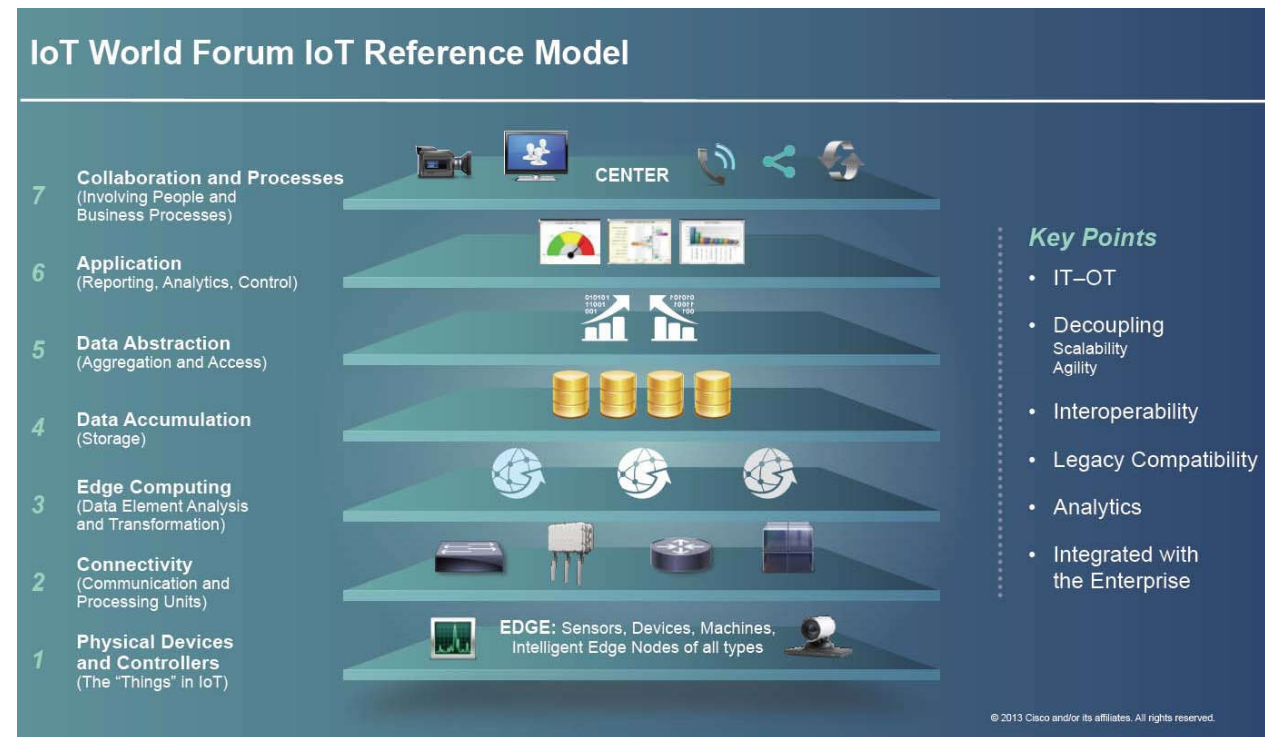 IoT World Forum IoT Reference Model
7
Collaboration and Processes
(Involving People and
Business Processes)
CENTER
6
Application
(Reporting, Analytics, Control)
5
Data Abstraction
(Aggregation and Access)
010101
11001
001
4
Data Accumulation
(Storage)
3
Edge Computing
(Data Element Analysis
and Transformation)
2
Connectivity
(Communication and
Processing Units)
1
Physical Devices
and Controllers
(The “Things” in IoT)
EDGE: Sensors, Devices, Machines,
Intelligent Edge Nodes of all types
Key Points
• IT–OT
• Decoupling
Scalability
Agility
• Interoperability
• Legacy Compatibility
• Analytics
• Integrated with
the Enterprise
© 2013 Cisco and/or its affiliates. All rights reserved.